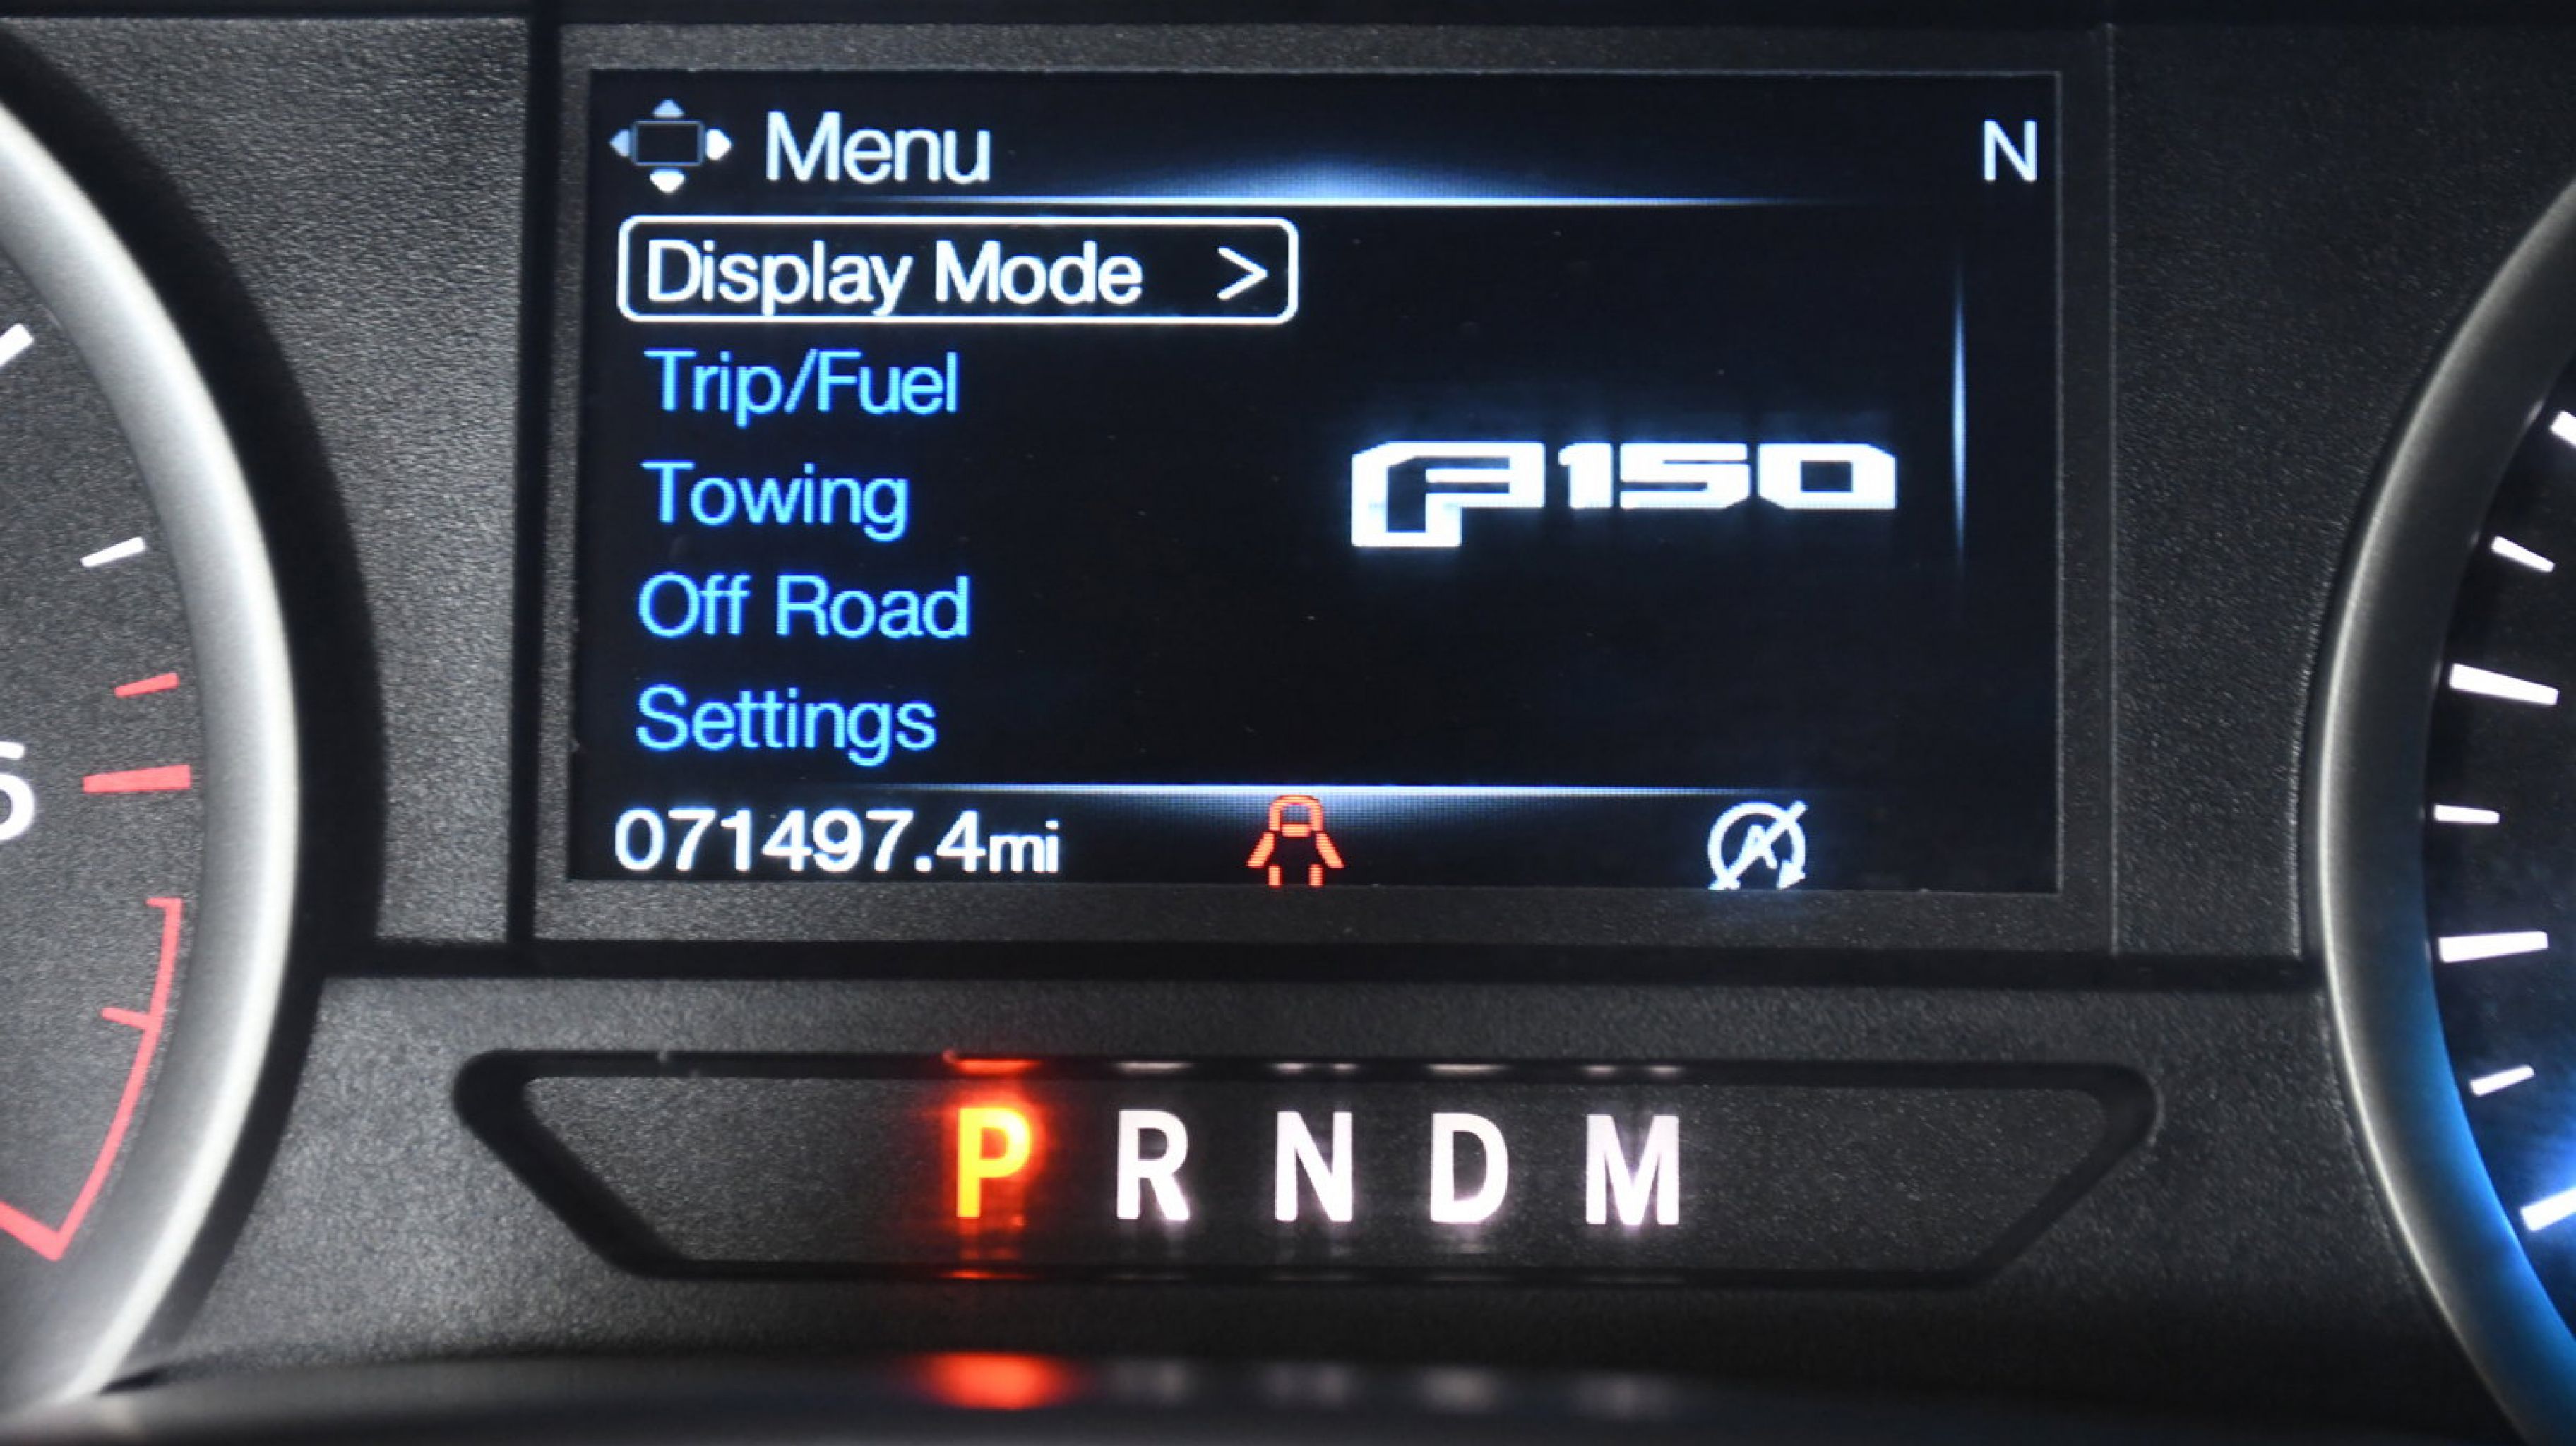 Menu
N
Display Mode >
Trip/Fuel
F150
Towing
Off Road
Settings
071497.4mi
A
P R N D M